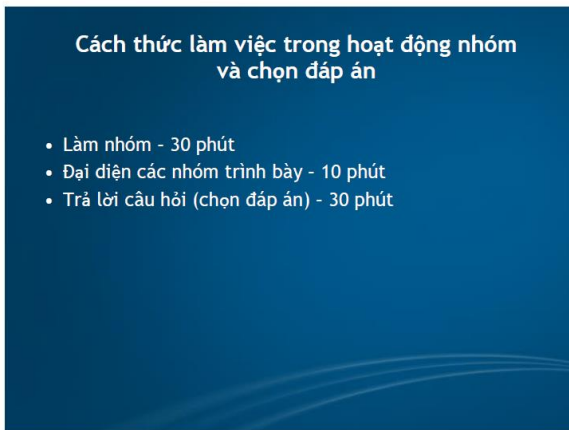 Cách thức làm việc trong hoạt động nhóm
và chọn đáp án
• Làm nhóm - 30 phút
• Đại diện các nhóm trình bày - 10 phút
• Trả lời câu hỏi (chọn đáp án) - 30 phút